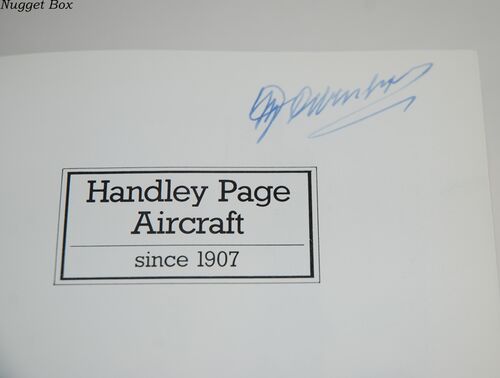 Nugget Box
Handley Page
Aircraft
since 1907